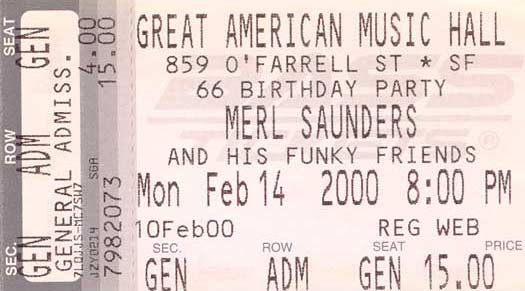 GREAT AMERICAN MUSIC HALL
859 O'FARRELL ST * SF
66 BIRTHDAY PARTY
MERL SAUNDERS
AND HIS FUNKY FRIENDS
Mon Feb 14 2000 8:00 PM
10Feb00 REG WEB
SEC. ROW SEAT PRICE
GEN ADM GEN 15.00
SEC. ROW SEAT
GEN ADM GEN
GENERAL ADMISS. 4.00
15.00
JZY0214 SGA
7982073